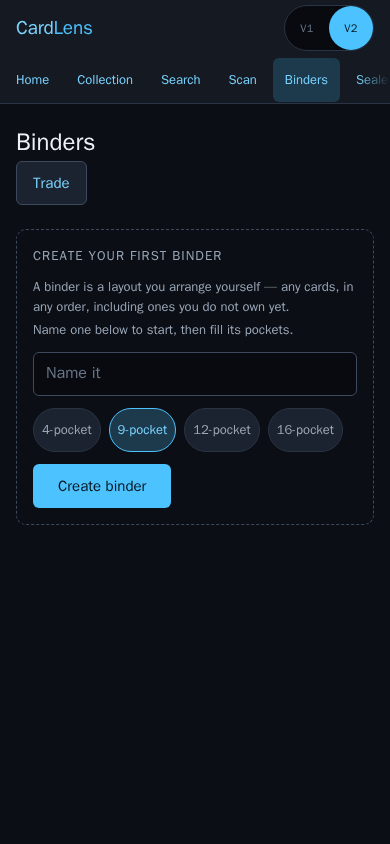 CardLens
V1
V2
Home
Collection
Search
Scan
Binders
Seale
Binders
Trade
CREATE YOUR FIRST BINDER
A binder is a layout you arrange yourself — any cards, in
any order, including ones you do not own yet.
Name one below to start, then fill its pockets.
Name it
4-pocket
9-pocket
12-pocket
16-pocket
Create binder